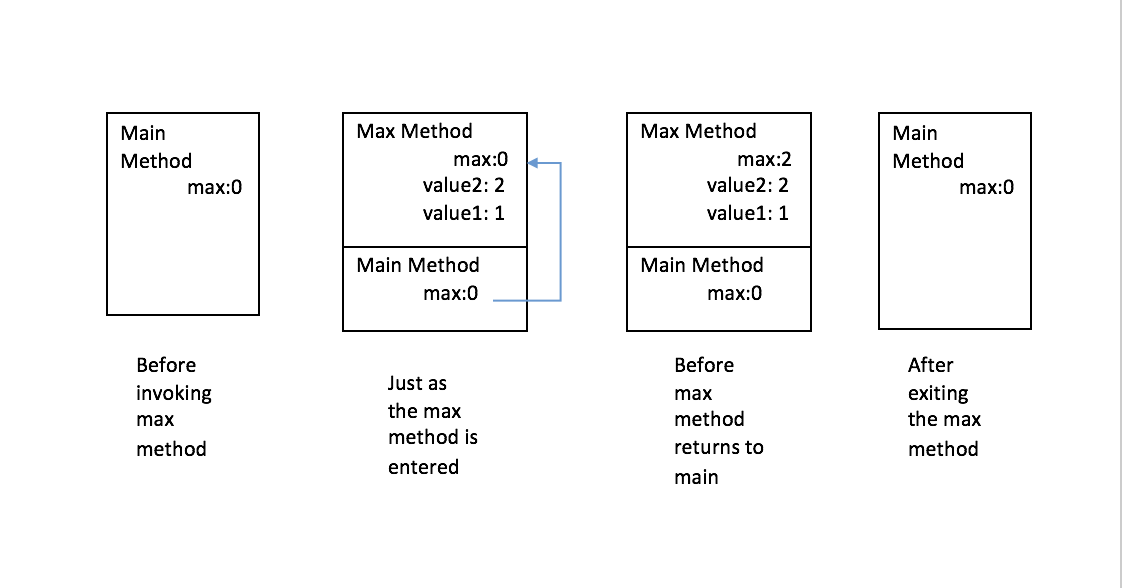 Main
Method
max:0
Max Method
max:0
value2: 2
value1: 1
Main Method
max:0
Max Method
max:2
value2: 2
value1: 1
Main Method
max:0
Main
Method
max:0
Before
invoking
max
method
Just as
the max
method is
entered
Before
max
method
returns to
main
After
exiting
the max
method